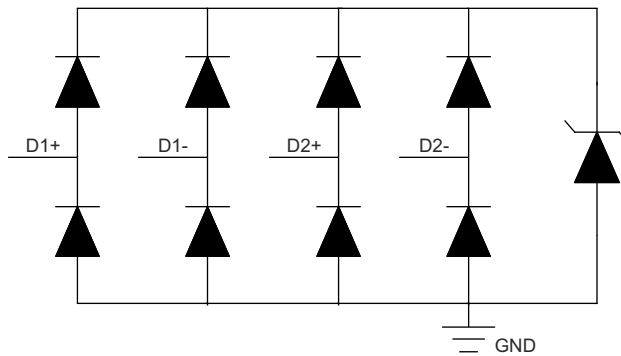 D1+
D1-
D2+
D2-
GND